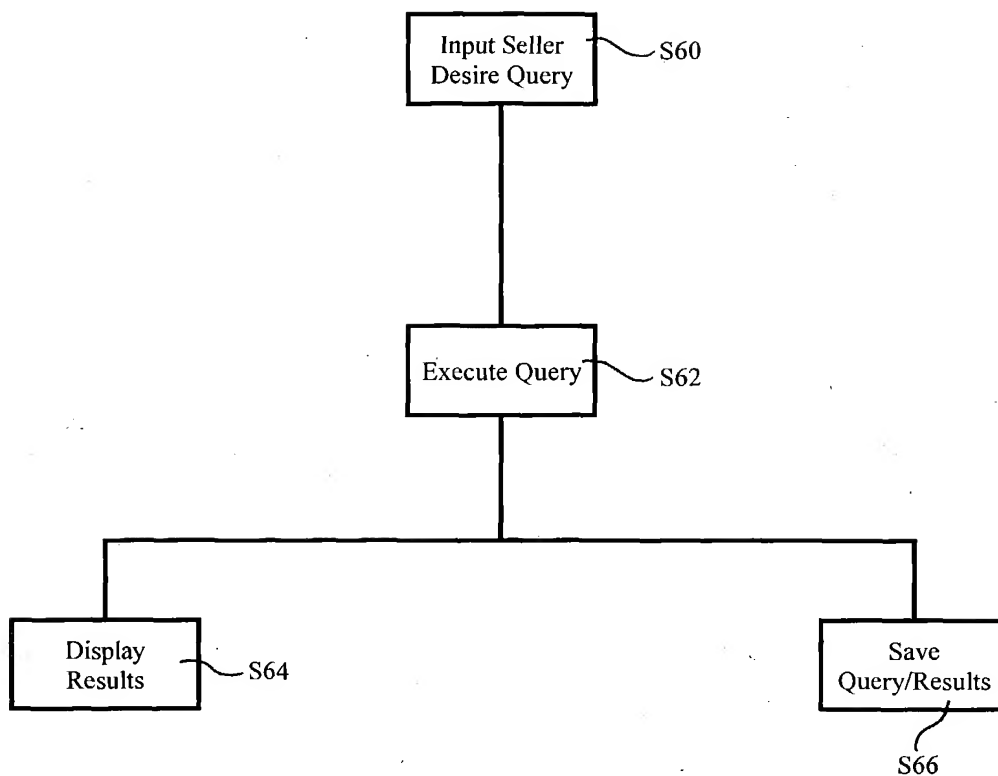 Input Seller
Desire Query
S60
Execute Query
S62
Display
Results
S64
Save
Query/Results
S66